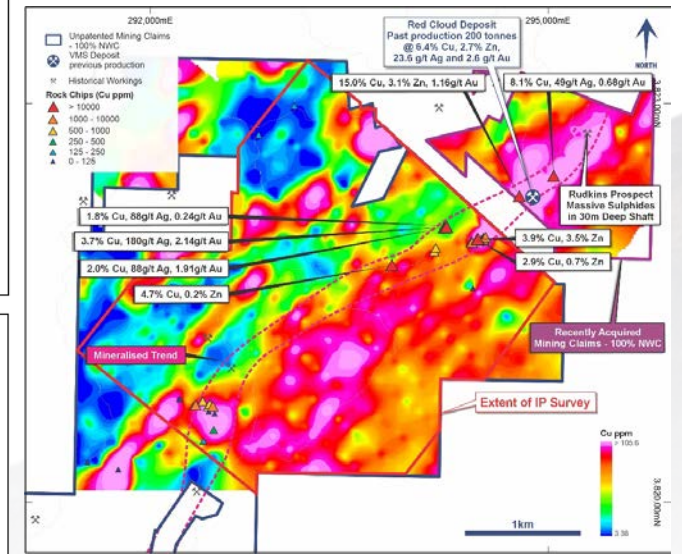 292,000mE
295,000mE
Unpatented Mining Claims
- 100% NWC
VMS Deposit
previous production
Historical Workings
Rock Chips (Cu ppm)
> 10000
1000 - 10000
500 - 1000
250 - 500
125 - 250
0 - 125
Red Cloud Deposit
Past production 200 tonnes
@ 6.4% Cu, 2.7% Zn,
23.6 g/t Ag and 2.6 g/t Au
NORTH
15.0% Cu, 3.1% Zn, 1.16g/t Au
8.1% Cu, 49g/t Ag, 0.68g/t Au
Rudkins Prospect
Massive Sulphides
in 30m Deep Shaft
1.8% Cu, 88g/t Ag, 0.24g/t Au
3.7% Cu, 180g/t Ag, 2.14g/t Au
2.0% Cu, 88g/t Ag, 1.91g/t Au
4.7% Cu, 0.2% Zn
3.9% Cu, 3.5% Zn
2.9% Cu, 0.7% Zn
Recently Acquired
Mining Claims - 100% NWC
Mineralised Trend
Extent of IP Survey
Cu ppm
> 105.6
3.38
1km
3,820,00mN